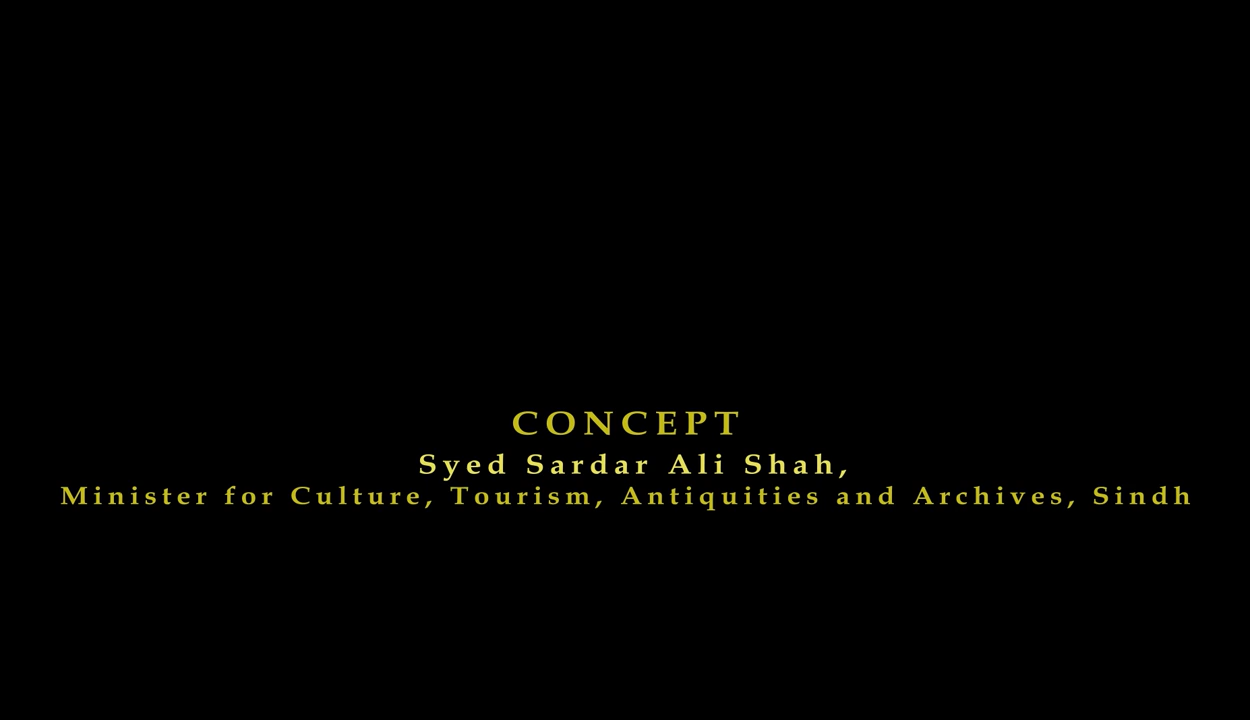 CONCEPT
Syed Sardar Ali Shah,
Minister for Culture, Tourism, Antiquities and Archives, Sindh